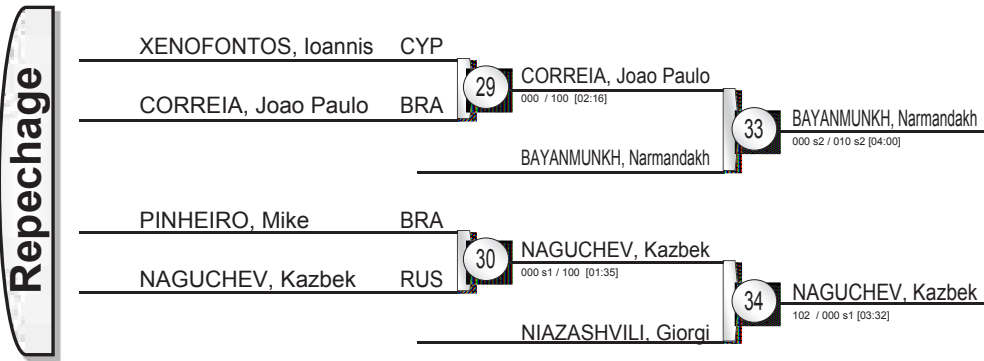 Repechage
XENOFONTOS, Ioannis CYP
CORREIA, Joao Paulo BRA
29
CORREIA, Joao Paulo
000 / 100 [02:16]
BAYANMUNKH, Narmandakh
33
BAYANMUNKH, Narmandakh
000 s2 / 010 s2 [04:00]
PINHEIRO, Mike BRA
NAGUCHEV, Kazbek RUS
30
NAGUCHEV, Kazbek
000 s1 / 100 [01:35]
NIAZASHVILI, Giorgi
34
NAGUCHEV, Kazbek
102 / 000 s1 [03:32]